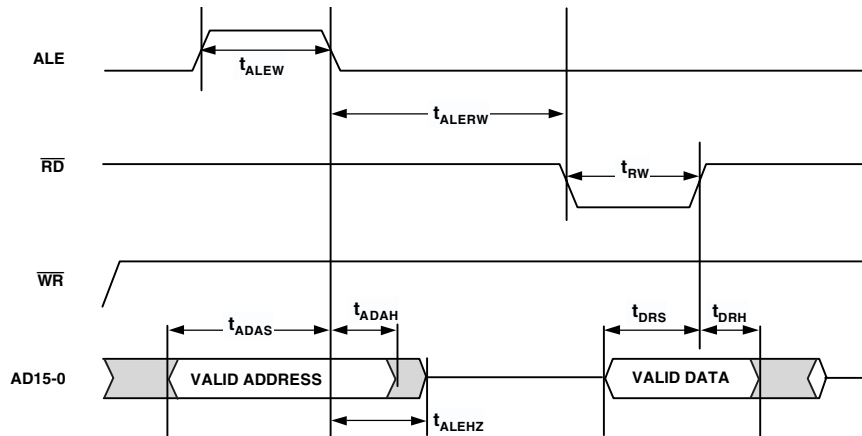 ALE
tALEW
tALERW
RD
tRW
WR
tADAS
tADAH
tDRS
tDRH
AD15-0
VALID ADDRESS
VALID DATA
tALEHZ